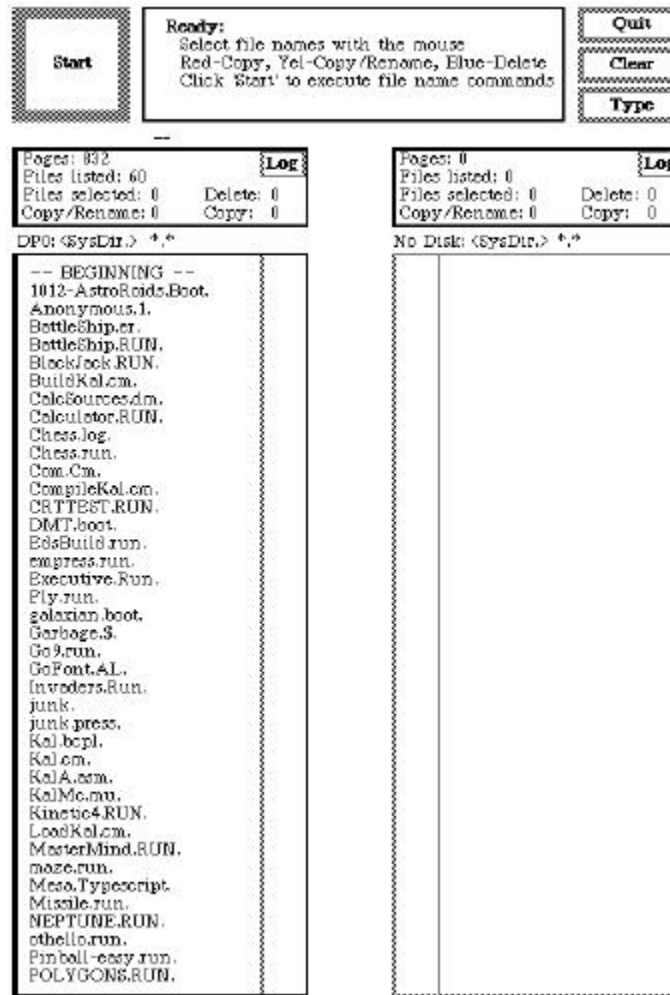 Start
Ready:
Select file names with the mouse
Red-Copy, Yel-Copy/Rename, Blue-Delete
Click 'Start' to execute file name commands
Quit
Clear
Type
Pages: 832
Files listed: 60
Files selected: 0 Delete: 0
Copy/Rename: 0 Copy: 0
Log
DP0: <SysDir.> *.*
-- BEGINNING --
1012-AstroRoids.Boot.
Anonymous.1.
BattleShip.er.
BattleShip.RUN.
BlackJack.RUN.
BuildKal.cm.
CalcSources.dm.
Calculator.RUN.
Chess.log.
Chess.run.
Com.Cm.
CompileKal.cm.
CRTTEST.RUN.
DMT.boot.
EdsBuild.run.
empress.run.
Executive.Run.
Fly.run.
galaxian.boot.
Garbage.$.
Go9.run.
GoFont.AL.
Invaders.Run.
junk.
junk.press.
Kal.bcpl.
Kal.cm.
KalA.asm.
KalMc.mu.
Kinetic4.RUN.
LoadKal.cm.
MasterMind.RUN.
maze.run.
Mesa.Typescript.
Missile.run.
NEPTUNE.RUN.
othello.run.
Pinball-easy.run.
POLYGONS.RUN.
Pages: 0
Files listed: 0
Files selected: 0 Delete: 0
Copy/Rename: 0 Copy: 0
Log
No Disk: <SysDir.> *.*